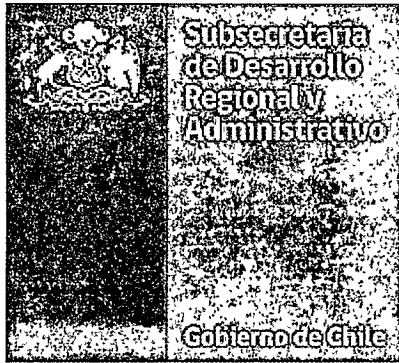 Subsecretaría
de Desarrollo
Regional y
Administrativo
Gobierno de Chile